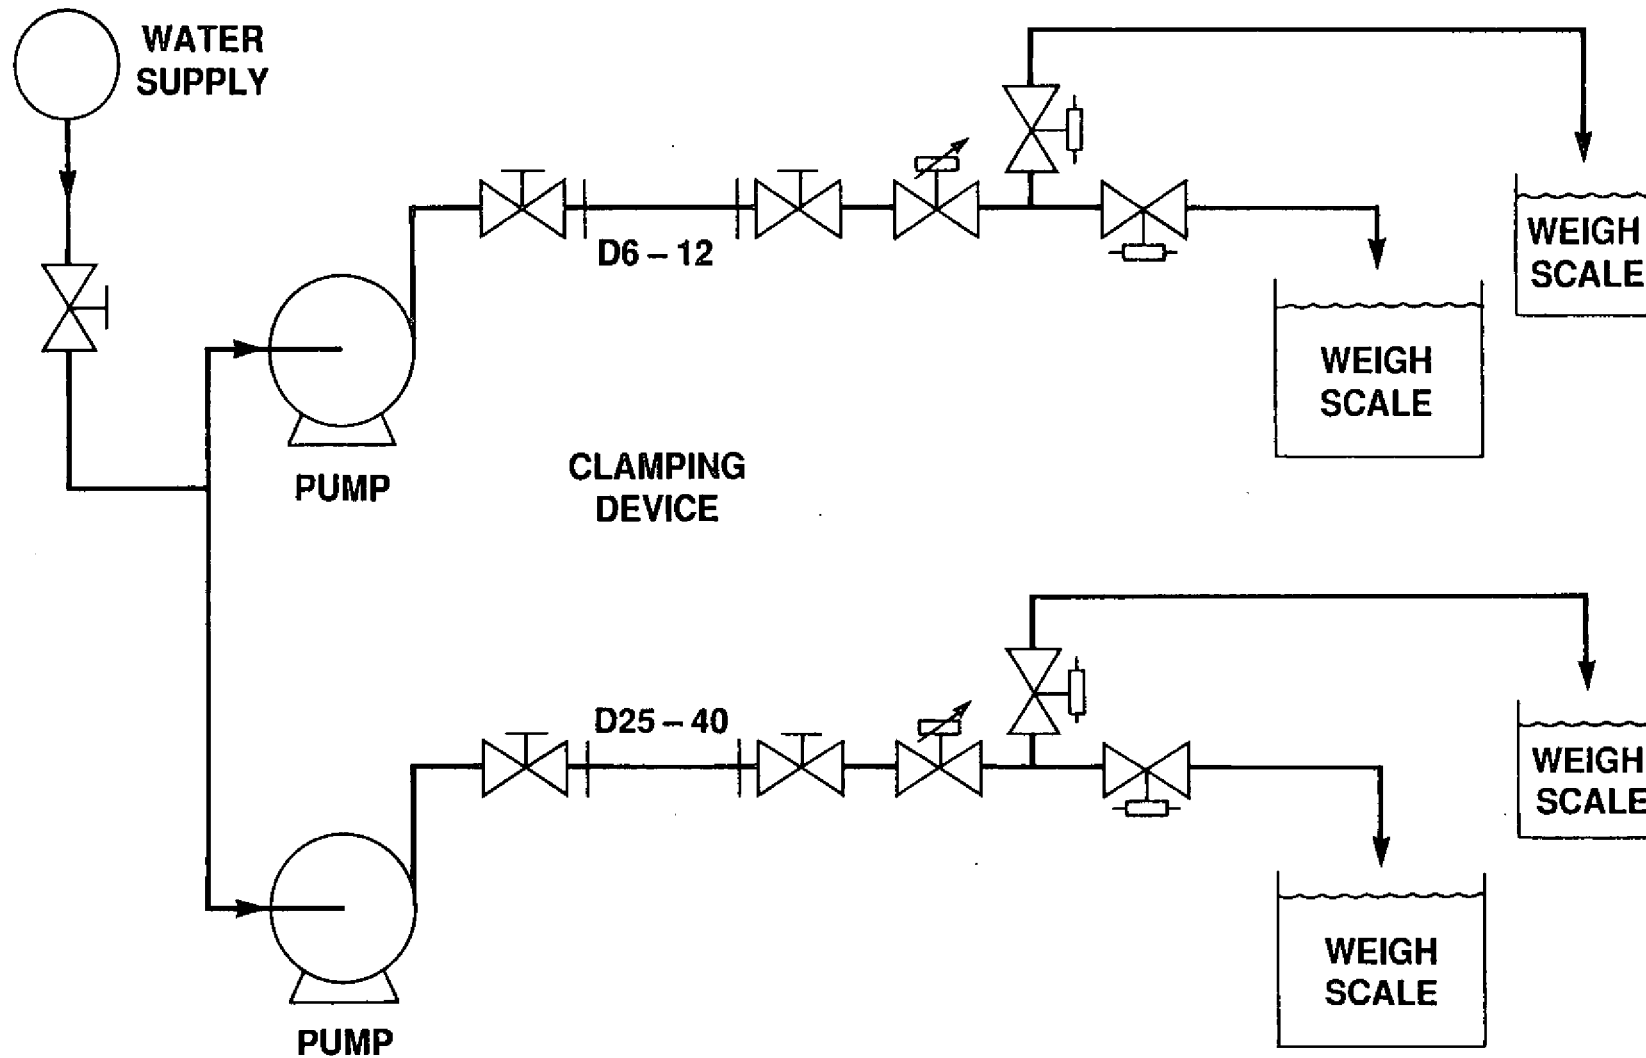 WATER
SUPPLY
D6 – 12
WEIGH
SCALE
WEIGH
SCALE
PUMP
CLAMPING
DEVICE
D25 – 40
WEIGH
SCALE
WEIGH
SCALE
PUMP